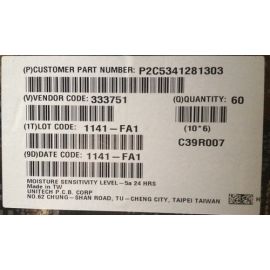 (P)CUSTOMER PART NUMBER: P2C5341281303
(V)VENDOR CODE: 333751 (Q)QUANTITY: 60
(1T)LOT CODE: 1141-FA1 (10*6)
C39R007
(9D)DATE CODE: 1141-FA1
MOISTURE SENSITIVITY LEVEL-5a 24 HRS
Made in TW
UNITECH P.C.B. CORP
NO.62 CHUNG-SHAN ROAD, TU-CHENG CITY, TAIPEI TAIWAN